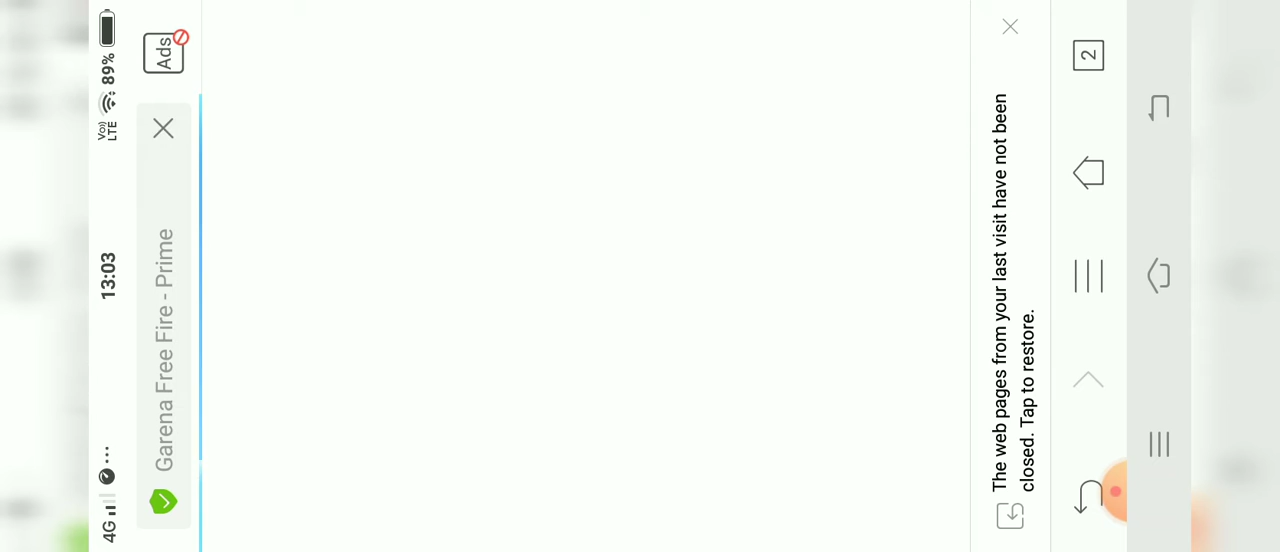 4G ... 13:03 Vo)) LTE 89%
Garena Free Fire - Prime
Ads
The web pages from your last visit have not been
closed. Tap to restore.
2